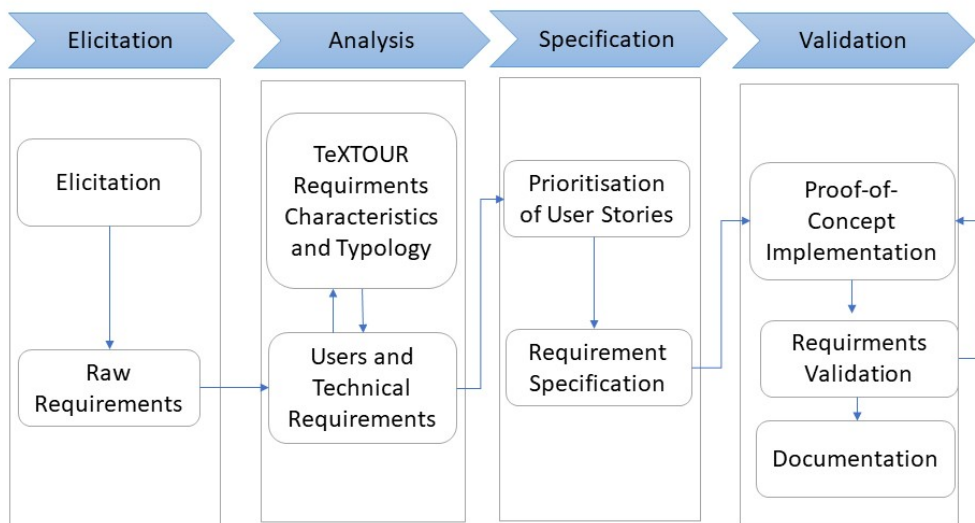 Elicitation
Analysis
Specification
Validation
Elicitation
Raw
Requirements
TeXTOUR
Requirments
Characteristics
and Typology
Users and
Technical
Requirements
Prioritisation
of User Stories
Requirement
Specification
Proof-of-
Concept
Implementation
Requirments
Validation
Documentation